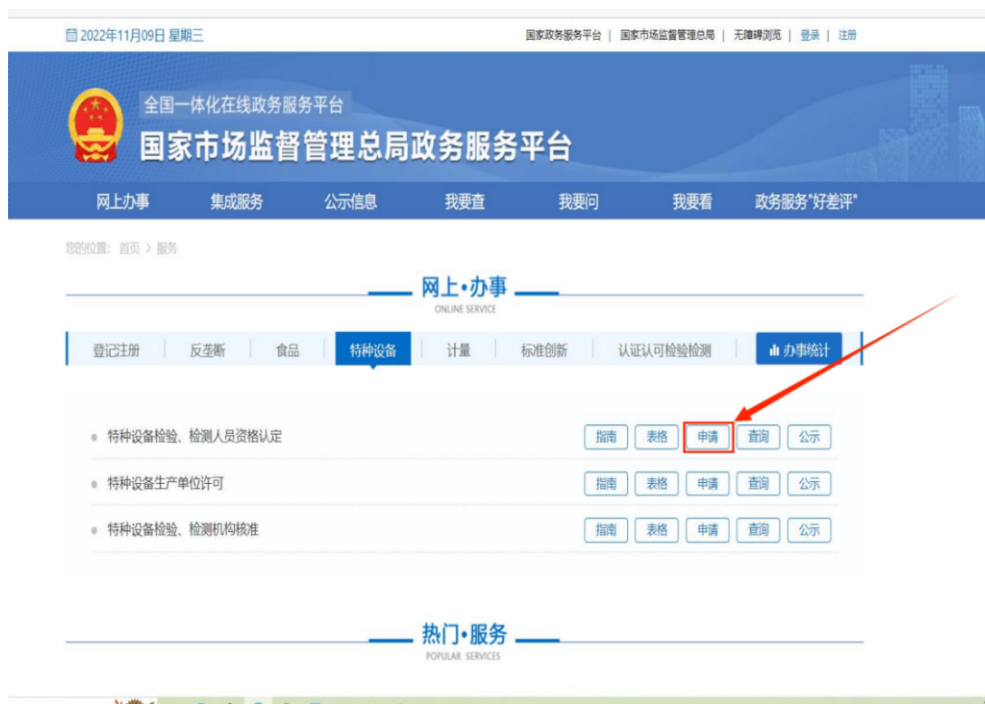 2022年11月09日 星期三 国家政务服务平台 | 国家市场监督管理总局 | 无障碍浏览 | 登录 | 注册
全国一体化在线政务服务平台
国家市场监督管理总局政务服务平台
网上办事 集成服务 公示信息 我要查 我要问 我要看 政务服务"好差评"
您的位置: 首页 > 服务
网上•办事
ONLINE SERVICE
登记注册 反垄断 食品 特种设备 计量 标准创新 认证认可检验检测 办事统计
特种设备检验、检测人员资格认定 指南 表格 申请 查询 公示
特种设备生产单位许可 指南 表格 申请 查询 公示
特种设备检验、检测机构核准 指南 表格 申请 查询 公示
热门•服务
POPULAR SERVICES